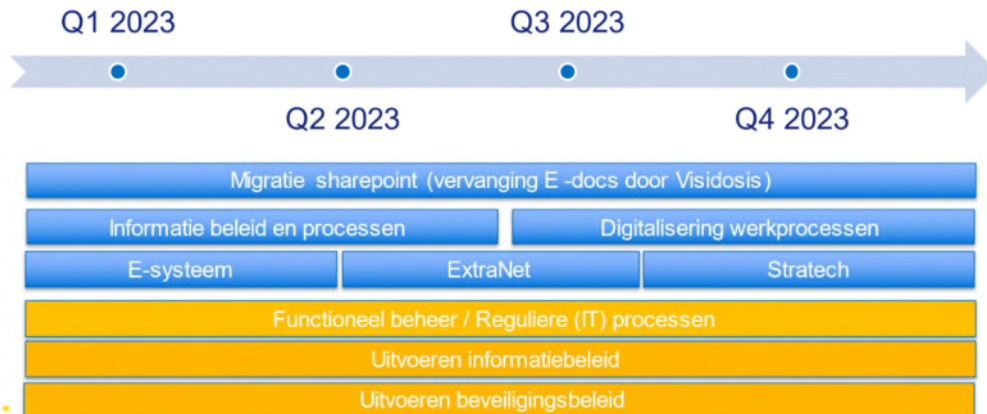 Q1 2023
Q3 2023
Q2 2023
Q4 2023
Migratie sharepoint (vervanging E -docs door Visidosis)
Informatie beleid en processen
Digitalisering werkprocessen
E-systeem
ExtraNet
Stratech
Functioneel beheer / Reguliere (IT) processen
Uitvoeren informatiebeleid
Uitvoeren beveiligingsbeleid